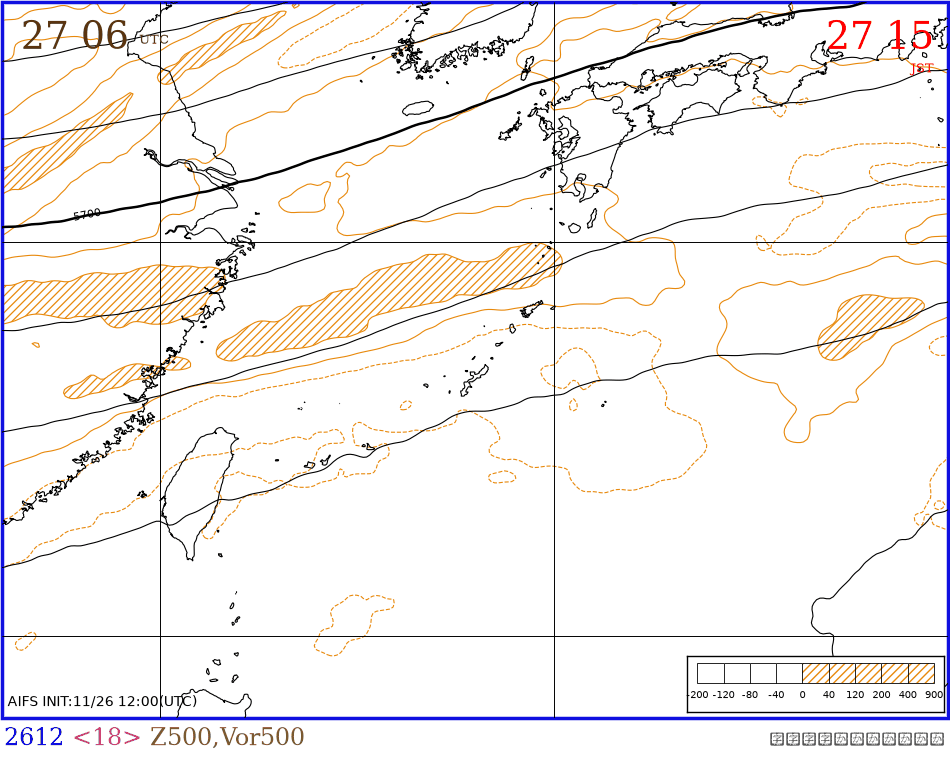 27 06 UTC
27 15
JST
5700
-200 -120 -80 -40 0 40 120 200 400 900
AIFS INIT:11/26 12:00(UTC)
2612 <18> Z500,Vor500